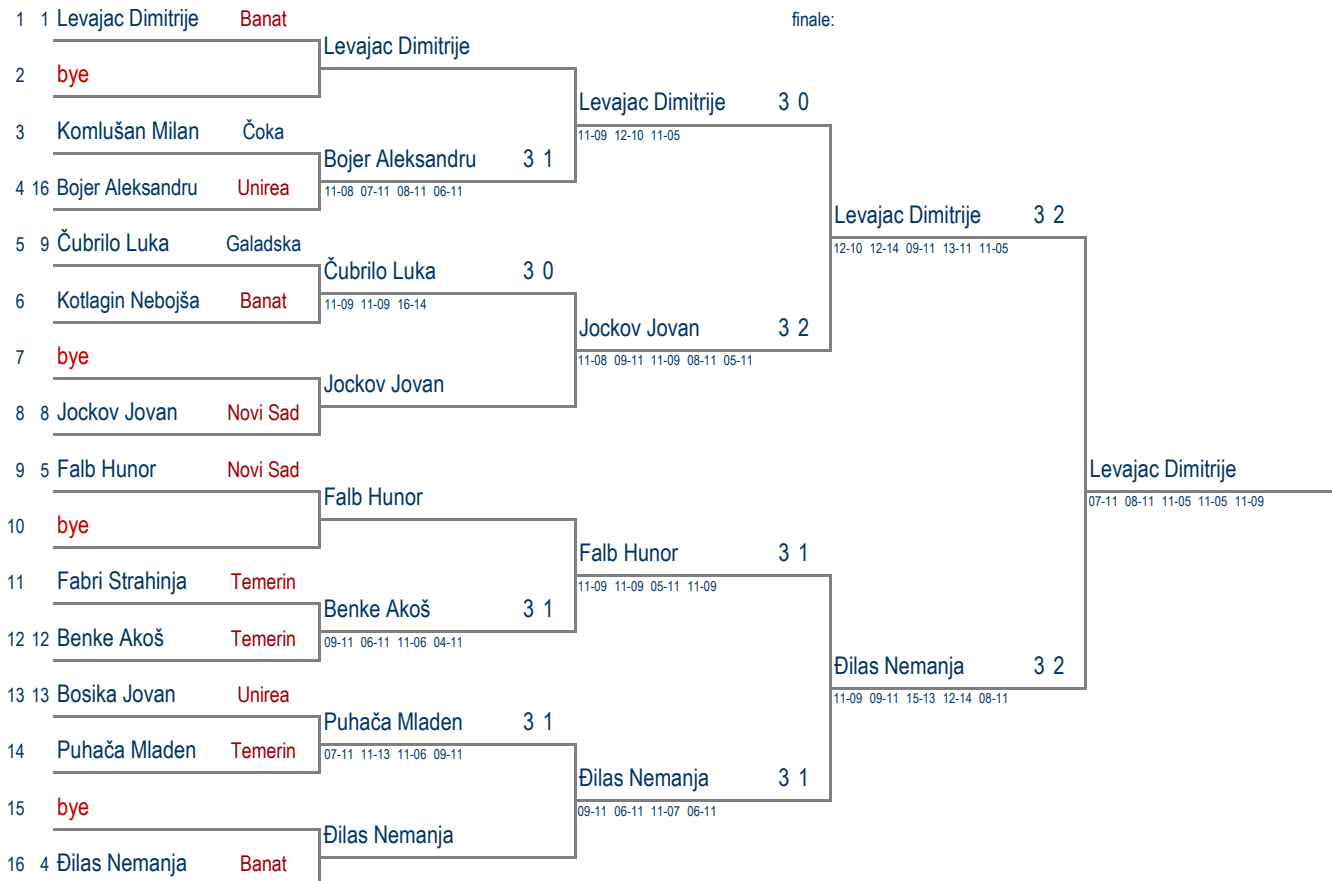 1 1 Levajac Dimitrije Banat finale:
Levajac Dimitrije
2 bye
Levajac Dimitrije 3 0
3 Komlušan Milan Čoka 11-09 12-10 11-05
Bojer Aleksandru 3 1
4 16 Bojer Aleksandru Unirea 11-08 07-11 08-11 06-11
Levajac Dimitrije 3 2
5 9 Čubrilo Luka Galadska 12-10 12-14 09-11 13-11 11-05
Čubrilo Luka 3 0
6 Kotlagin Nebojša Banat 11-09 11-09 16-14
Jockov Jovan 3 2
7 bye 11-08 09-11 11-09 08-11 05-11
Jockov Jovan
8 8 Jockov Jovan Novi Sad
9 5 Falb Hunor Novi Sad Levajac Dimitrije
Falb Hunor 07-11 08-11 11-05 11-05 11-09
10 bye
Falb Hunor 3 1
11 Fabri Strahinja Temerin 11-09 11-09 05-11 11-09
Benke Akoš 3 1
12 12 Benke Akoš Temerin 09-11 06-11 11-06 04-11
Đilas Nemanja 3 2
13 13 Bosika Jovan Unirea 11-09 09-11 15-13 12-14 08-11
Puhača Mladen 3 1
14 Puhača Mladen Temerin 07-11 11-13 11-06 09-11
Đilas Nemanja 3 1
15 bye 09-11 06-11 11-07 06-11
Đilas Nemanja
16 4 Đilas Nemanja Banat